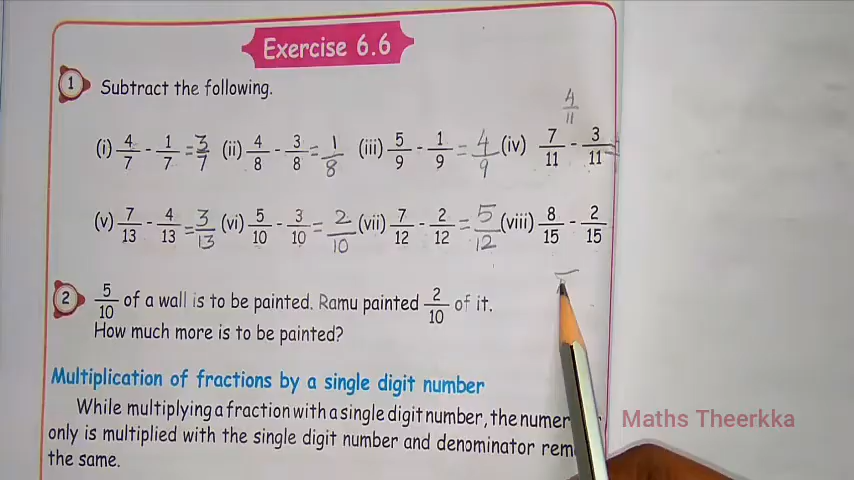 Exercise 6.6
1 Subtract the following.
4/11
(i) 4/7 - 1/7 = 3/7 (ii) 4/8 - 3/8 = 1/8 (iii) 5/9 - 1/9 = 4/9 (iv) 7/11 - 3/11 =
(v) 7/13 - 4/13 = 3/13 (vi) 5/10 - 3/10 = 2/10 (vii) 7/12 - 2/12 = 5/12 (viii) 8/15 - 2/15
2 5/10 of a wall is to be painted. Ramu painted 2/10 of it.
How much more is to be painted?
Multiplication of fractions by a single digit number
While multiplying a fraction with a single digit number, the numer
only is multiplied with the single digit number and denominator rem
the same.
Maths Theerkka